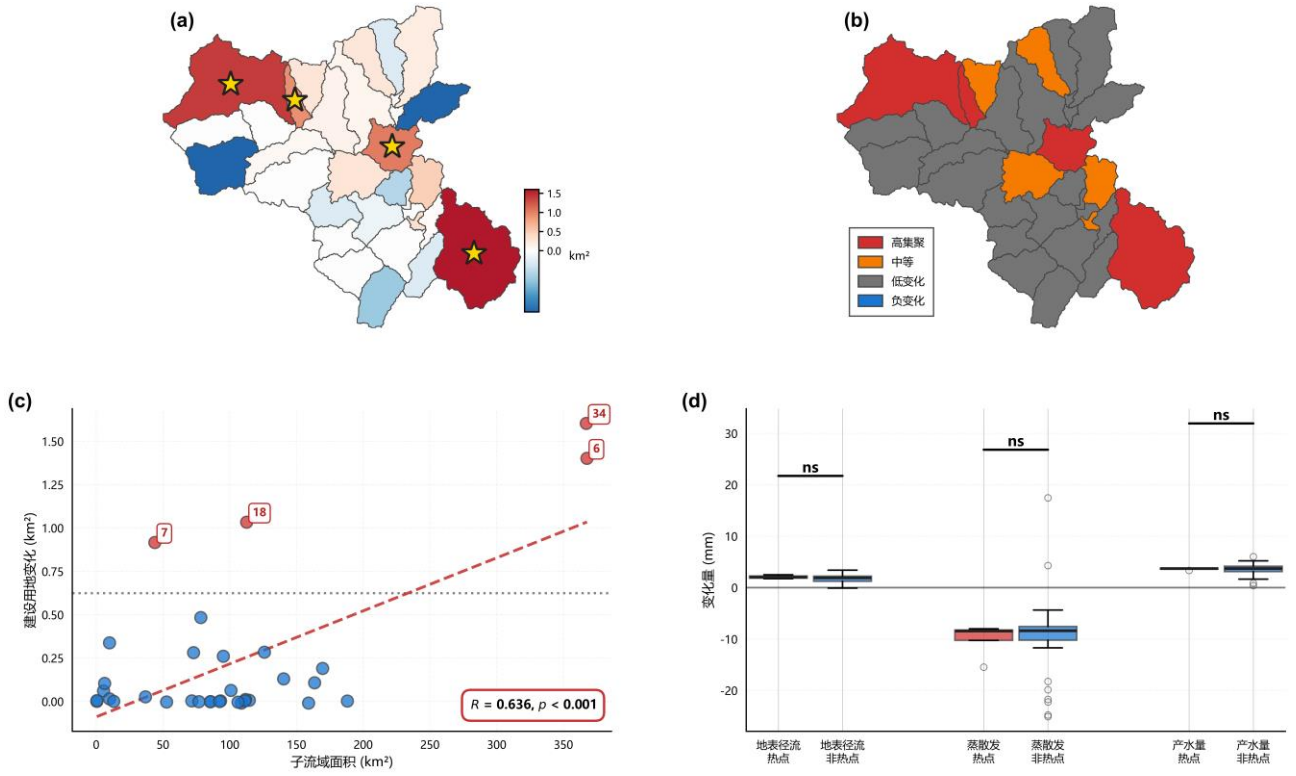 (a)
1.5
1.0
0.5
0.0
km²
(b)
高集聚
中等
低变化
负变化
(c)
建设用地变化 (km²)
1.50
1.25
1.00
0.75
0.50
0.25
0.00
34
6
18
7
R = 0.636, p < 0.001
0
50
100
150
200
250
300
350
子流域面积 (km²)
(d)
变化量 (mm)
30
20
10
0
-10
-20
ns
ns
ns
地表径流
热点
地表径流
非热点
蒸散发
热点
蒸散发
非热点
产水量
热点
产水量
非热点